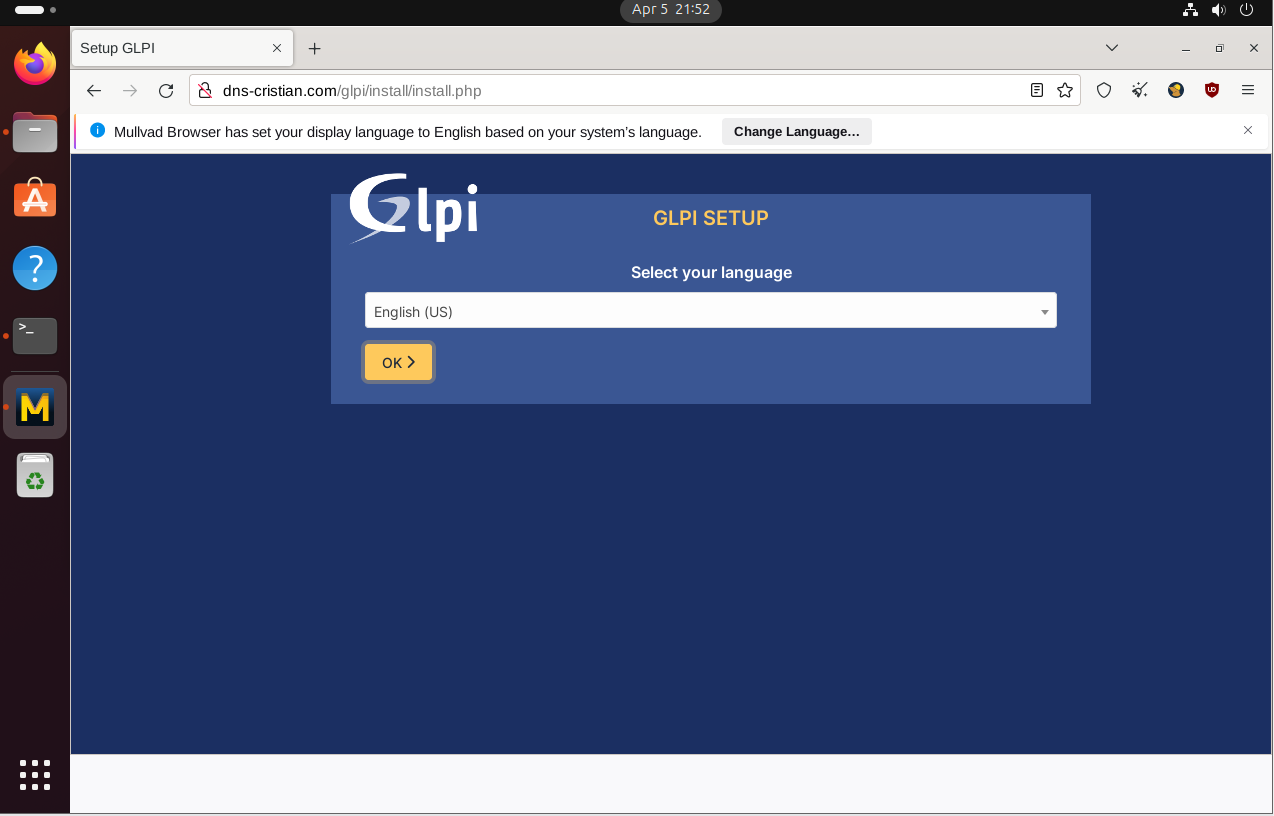 Apr 5 21:52
Setup GLPI
dns-cristian.com/glpi/install/install.php
Mullvad Browser has set your display language to English based on your system’s language. Change Language...
Glpi
GLPI SETUP
Select your language
English (US)
OK